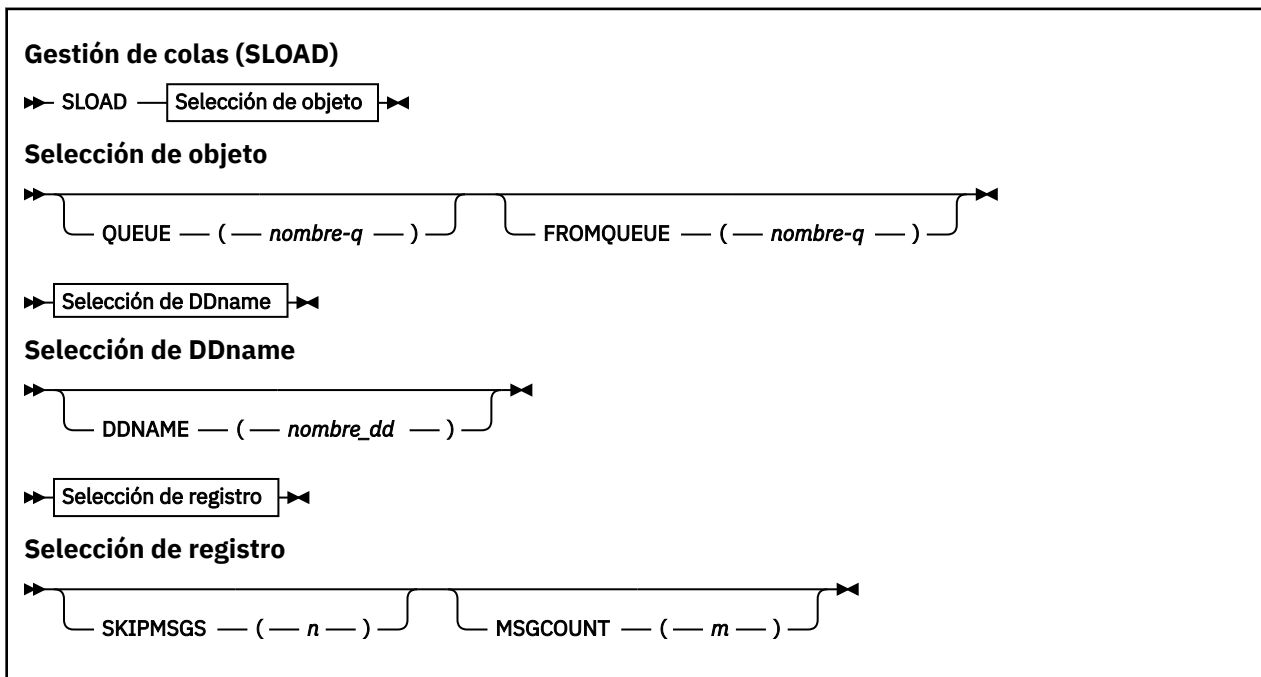 Gestión de colas (SLOAD)
SLOAD Selección de objeto
Selección de objeto
QUEUE ( nombre-q ) FROMQUEUE ( nombre-q )
Selección de DDname
Selección de DDname
DDNAME ( nombre_dd )
Selección de registro
Selección de registro
SKIPMSGS ( n ) MSGCOUNT ( m )